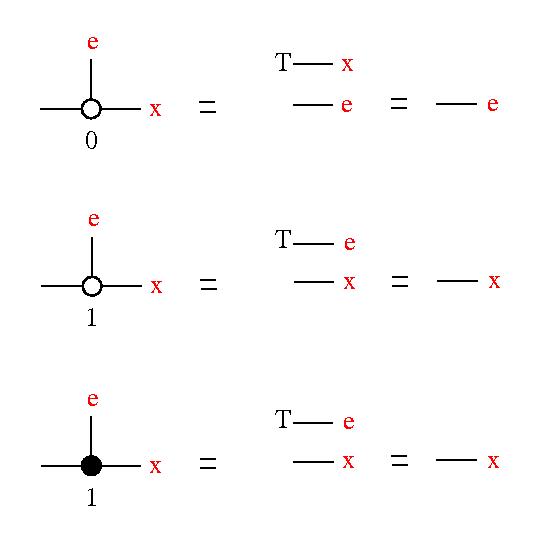 e
T x
x = e = e
0
e
T e
x = x = x
1
e
T e
x = x = x
1